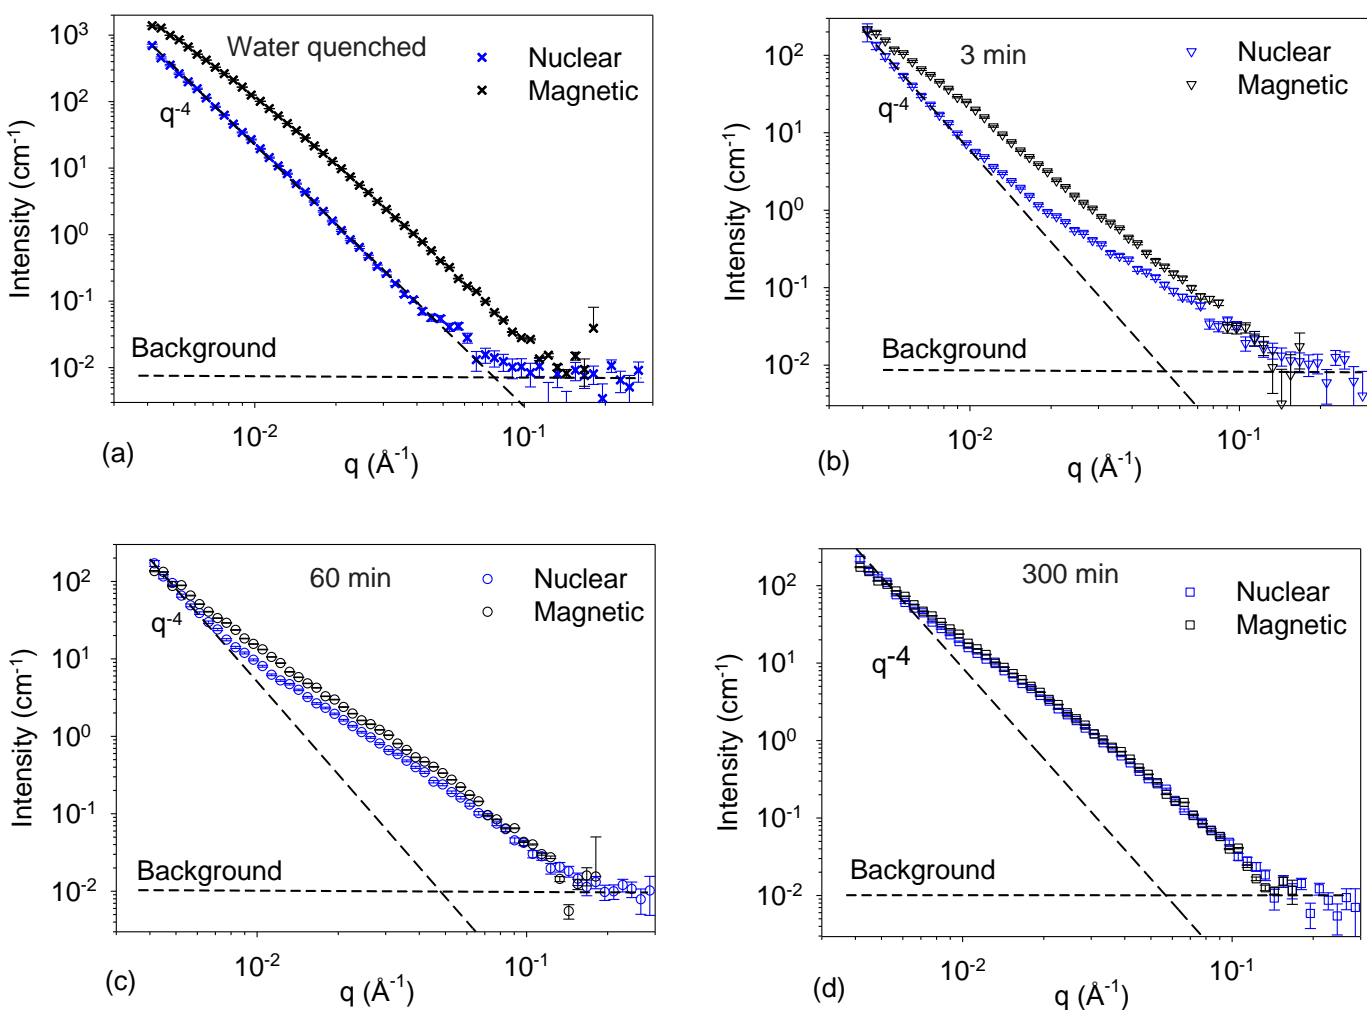 Water quenched
Nuclear
Magnetic
q-4
Background
10³
10²
10¹
10⁰
10⁻¹
10⁻²
Intensity (cm⁻¹)
10⁻² 10⁻¹
q (Å⁻¹)
(a)
3 min
Nuclear
Magnetic
q-4
Background
10²
10¹
10⁰
10⁻¹
10⁻²
Intensity (cm⁻¹)
10⁻² 10⁻¹
q (Å⁻¹)
(b)
60 min
Nuclear
Magnetic
q-4
Background
10²
10¹
10⁰
10⁻¹
10⁻²
Intensity (cm⁻¹)
10⁻² 10⁻¹
q (Å⁻¹)
(c)
300 min
Nuclear
Magnetic
q-4
Background
10²
10¹
10⁰
10⁻¹
10⁻²
Intensity (cm⁻¹)
10⁻² 10⁻¹
q (Å⁻¹)
(d)